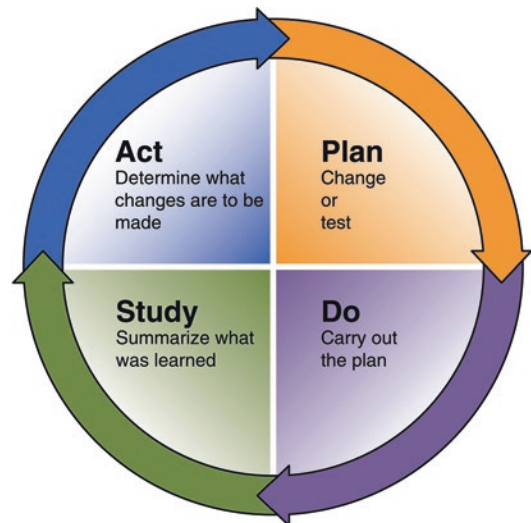 Act
Determine what
changes are to be
made
Plan
Change
or
test
Study
Summarize what
was learned
Do
Carry out
the plan